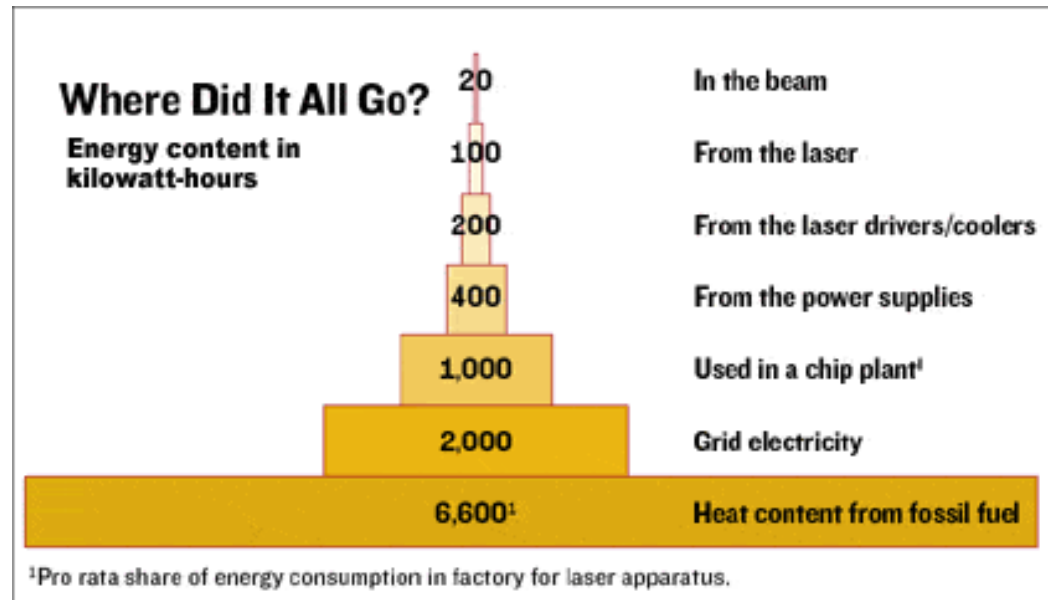 Where Did It All Go?
Energy content in
kilowatt-hours
20 In the beam
100 From the laser
200 From the laser drivers/coolers
400 From the power supplies
1,000 Used in a chip plant¹
2,000 Grid electricity
6,600¹ Heat content from fossil fuel
¹Pro rata share of energy consumption in factory for laser apparatus.